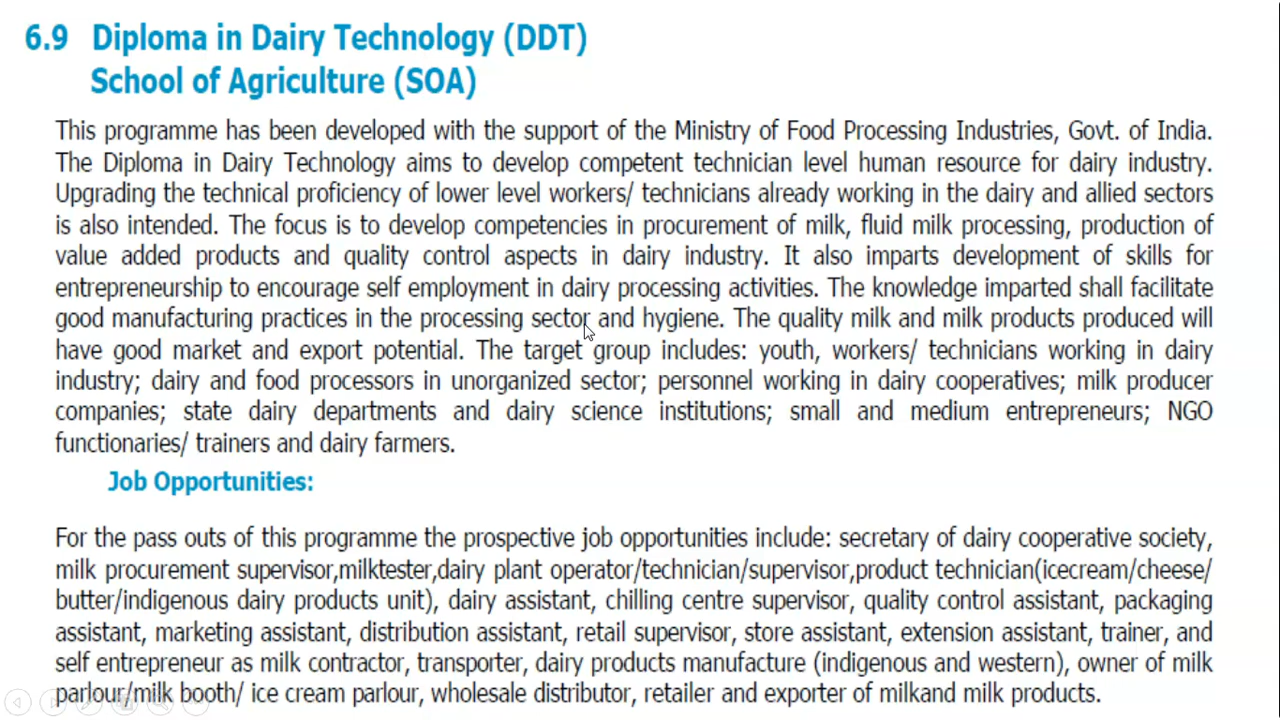 6.9 Diploma in Dairy Technology (DDT)
School of Agriculture (SOA)
This programme has been developed with the support of the Ministry of Food Processing Industries, Govt. of India.
The Diploma in Dairy Technology aims to develop competent technician level human resource for dairy industry.
Upgrading the technical proficiency of lower level workers/ technicians already working in the dairy and allied sectors
is also intended. The focus is to develop competencies in procurement of milk, fluid milk processing, production of
value added products and quality control aspects in dairy industry. It also imparts development of skills for
entrepreneurship to encourage self employment in dairy processing activities. The knowledge imparted shall facilitate
good manufacturing practices in the processing sector and hygiene. The quality milk and milk products produced will
have good market and export potential. The target group includes: youth, workers/ technicians working in dairy
industry; dairy and food processors in unorganized sector; personnel working in dairy cooperatives; milk producer
companies; state dairy departments and dairy science institutions; small and medium entrepreneurs; NGO
functionaries/ trainers and dairy farmers.
Job Opportunities:
For the pass outs of this programme the prospective job opportunities include: secretary of dairy cooperative society,
milk procurement supervisor,milktester,dairy plant operator/technician/supervisor,product technician(icecream/cheese/
butter/indigenous dairy products unit), dairy assistant, chilling centre supervisor, quality control assistant, packaging
assistant, marketing assistant, distribution assistant, retail supervisor, store assistant, extension assistant, trainer, and
self entrepreneur as milk contractor, transporter, dairy products manufacture (indigenous and western), owner of milk
parlour/milk booth/ ice cream parlour, wholesale distributor, retailer and exporter of milkand milk products.